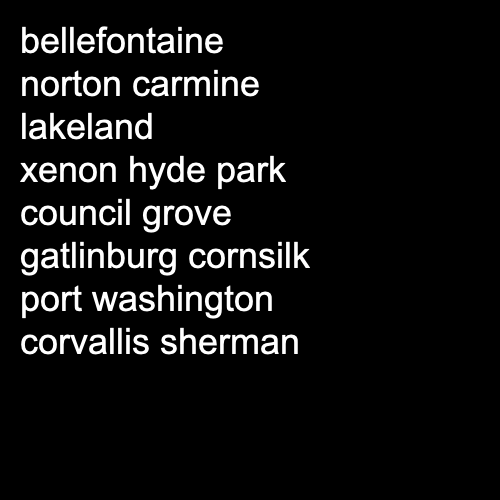 bellefontaine
norton carmine
lakeland
xenon hyde park
council grove
gatlinburg cornsilk
port washington
corvallis sherman